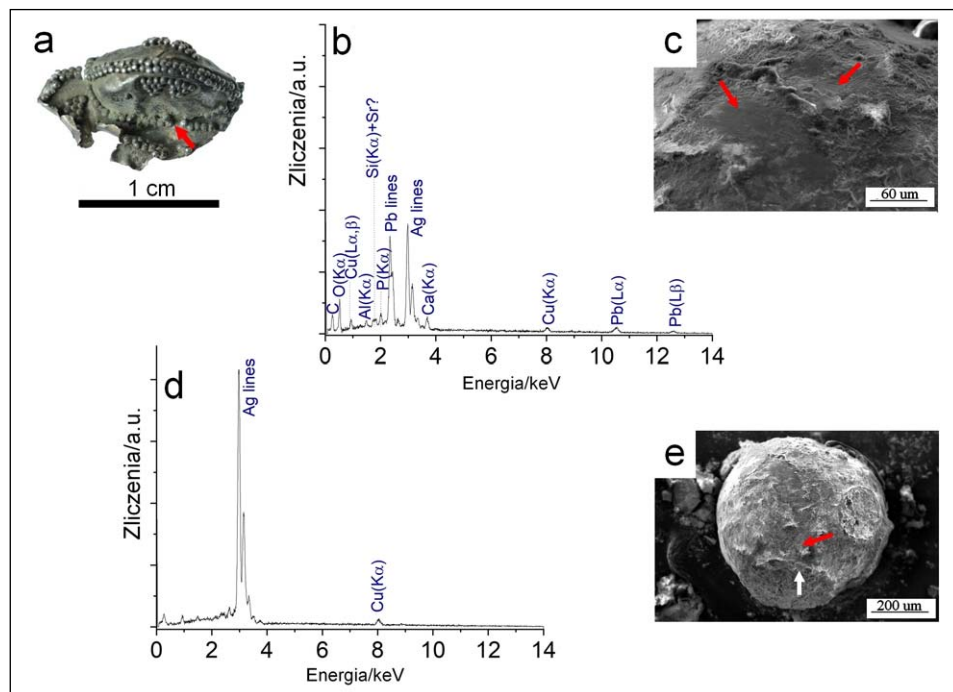 a
1 cm
b
Zliczenia/a.u.
C
O(Kα)
Cu(Lα,β)
Al(Kα)
Si(Kα)+Sr?
P(Kα)
Pb lines
Ag lines
Ca(Kα)
Cu(Kα)
Pb(Lα)
Pb(Lβ)
0 2 4 6 8 10 12 14
Energia/keV
c
60 um
d
Zliczenia/a.u.
Ag lines
Cu(Kα)
0 2 4 6 8 10 12 14
Energia/keV
e
200 um